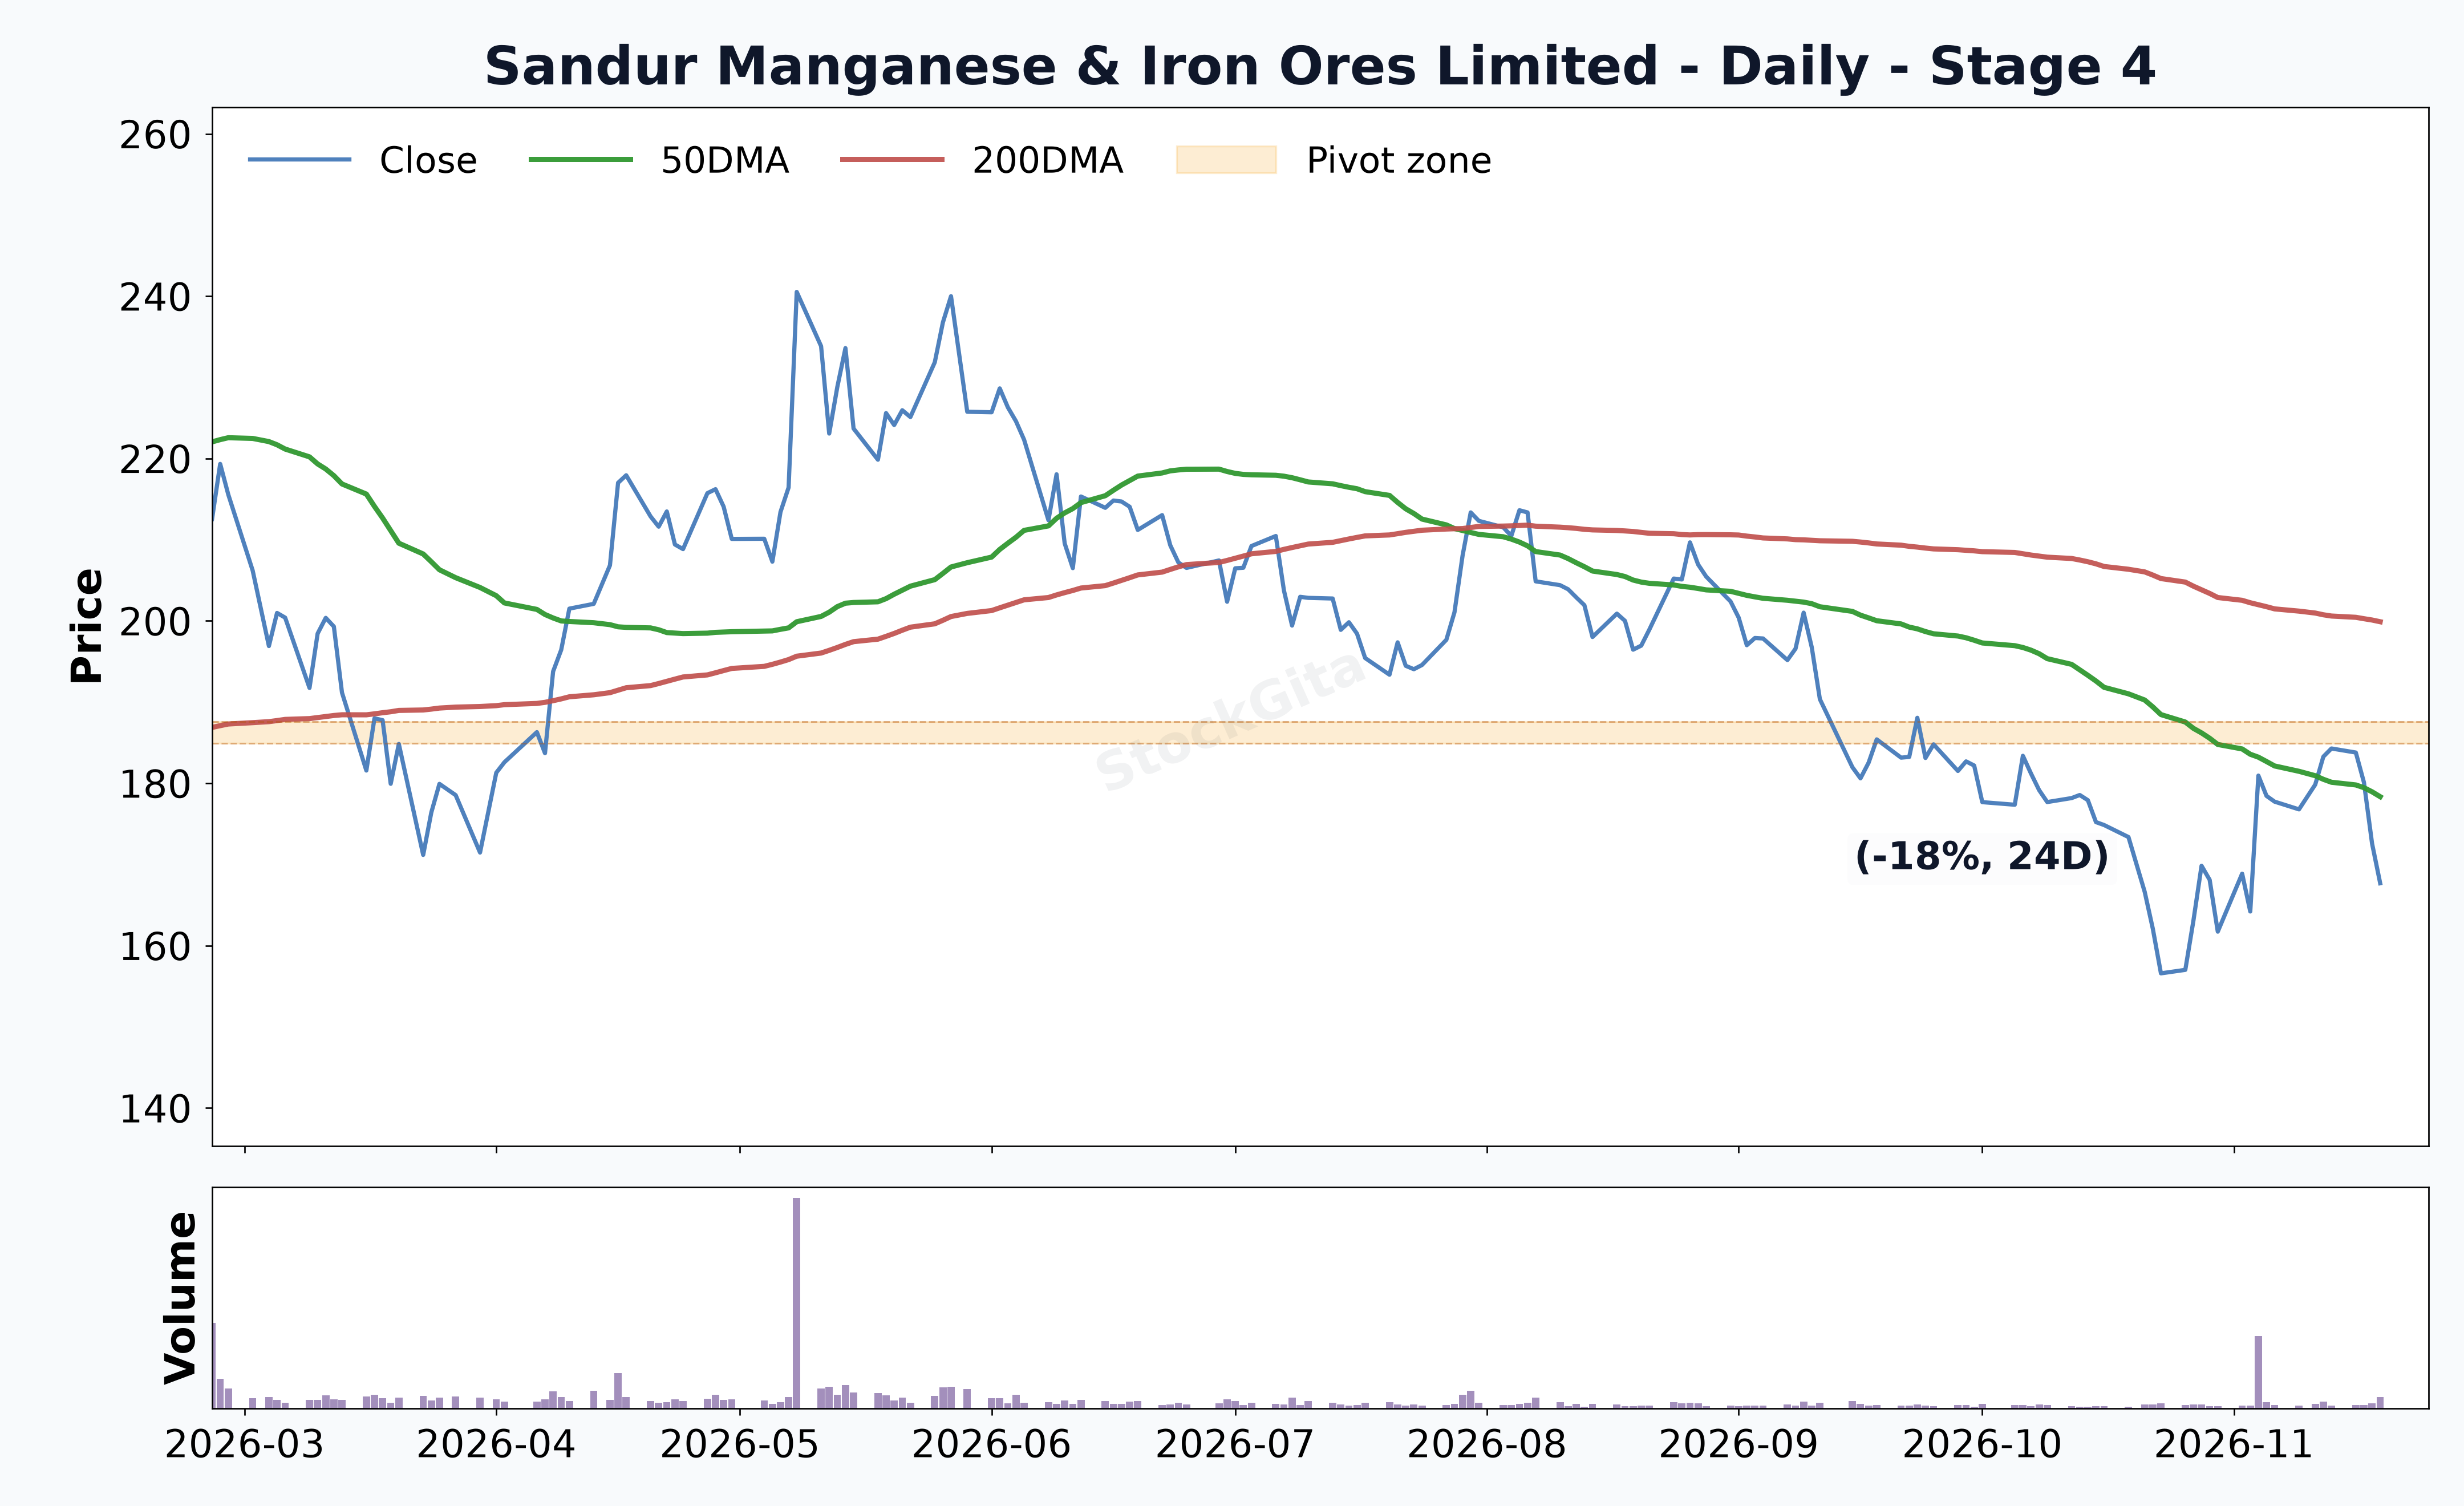 Sandur Manganese & Iron Ores Limited - Daily - Stage 4
Close 50DMA 200DMA Pivot zone
260
240
220
200
180
160
140
Price
StockGita
(-18%, 24D)
Volume
2026-03 2026-04 2026-05 2026-06 2026-07 2026-08 2026-09 2026-10 2026-11